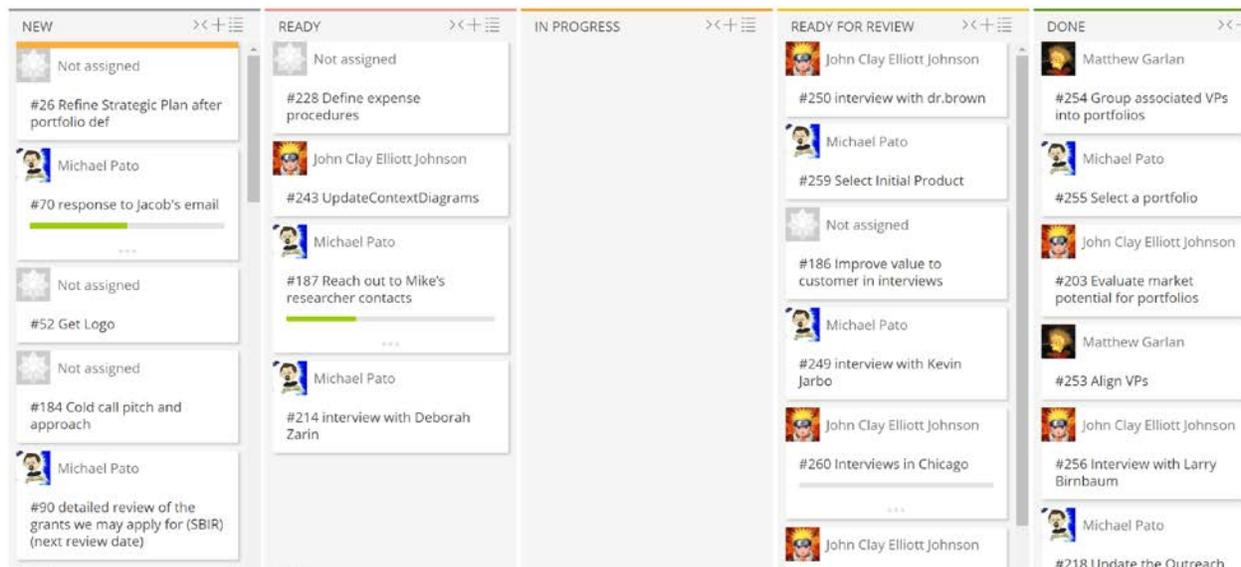 NEW
Not assigned
#26 Refine Strategic Plan after
portfolio def
Michael Pato
#70 response to Jacob's email
Not assigned
#52 Get Logo
Not assigned
#184 Cold call pitch and
approach
Michael Pato
#90 detailed review of the
grants we may apply for (SBIR)
(next review date)
READY
Not assigned
#228 Define expense
procedures
John Clay Elliott Johnson
#243 UpdateContextDiagrams
Michael Pato
#187 Reach out to Mike's
researcher contacts
Michael Pato
#214 interview with Deborah
Zarin
IN PROGRESS
READY FOR REVIEW
John Clay Elliott Johnson
#250 interview with dr.brown
Michael Pato
#259 Select Initial Product
Not assigned
#186 Improve value to
customer in interviews
Michael Pato
#249 interview with Kevin
Jarbo
John Clay Elliott Johnson
#260 Interviews in Chicago
John Clay Elliott Johnson
DONE
Matthew Garlan
#254 Group associated VPs
into portfolios
Michael Pato
#255 Select a portfolio
John Clay Elliott Johnson
#203 Evaluate market
potential for portfolios
Matthew Garlan
#253 Align VPs
John Clay Elliott Johnson
#256 Interview with Larry
Birnbaum
Michael Pato
#218 Update the Outreach